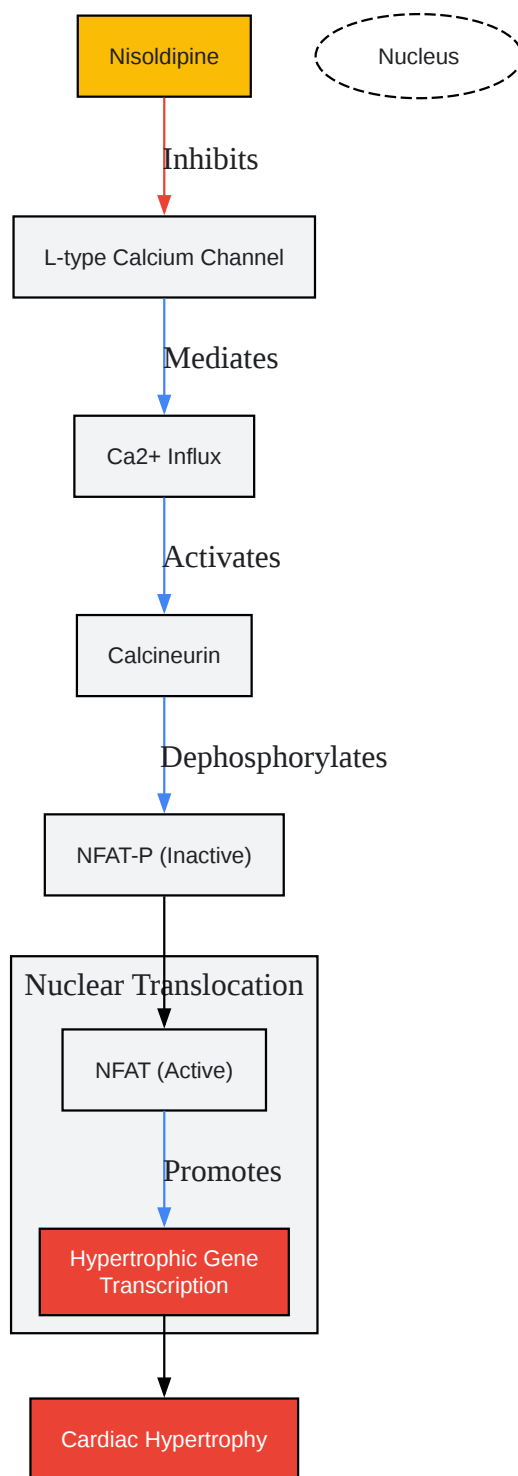 Nisoldipine
Nucleus
Inhibits
L-type Calcium Channel
Mediates
Ca2+ Influx
Activates
Calcineurin
Dephosphorylates
NFAT-P (Inactive)
Nuclear Translocation
NFAT (Active)
Promotes
Hypertrophic Gene
Transcription
Cardiac Hypertrophy